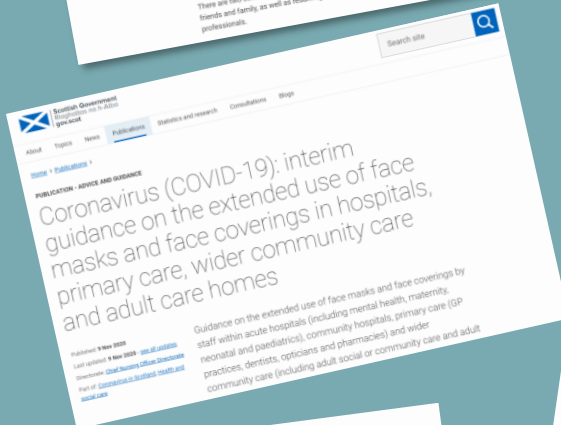 There are two
friends and family, as well as
professionals.
Search site
Scottish Government
Riaghaltas na h-Alba
gov.scot
About Topics News Publications Statistics and research Consultations Blogs
Home > Publications >
PUBLICATION - ADVICE AND GUIDANCE
Coronavirus (COVID-19): interim
guidance on the extended use of face
masks and face coverings in hospitals,
primary care, wider community care
and adult care homes
Published: 9 Nov 2020
Last updated: 9 Nov 2020 - see all updates
Directorate: Chief Nursing Officer Directorate
Part of: Coronavirus in Scotland, Health and
social care
Guidance on the extended use of face masks and face coverings by
staff within acute hospitals (including mental health, maternity,
neonatal and paediatrics), community hospitals, primary care (GP
practices, dentists, opticians and pharmacies) and wider
community care (including adult social or community care and adult